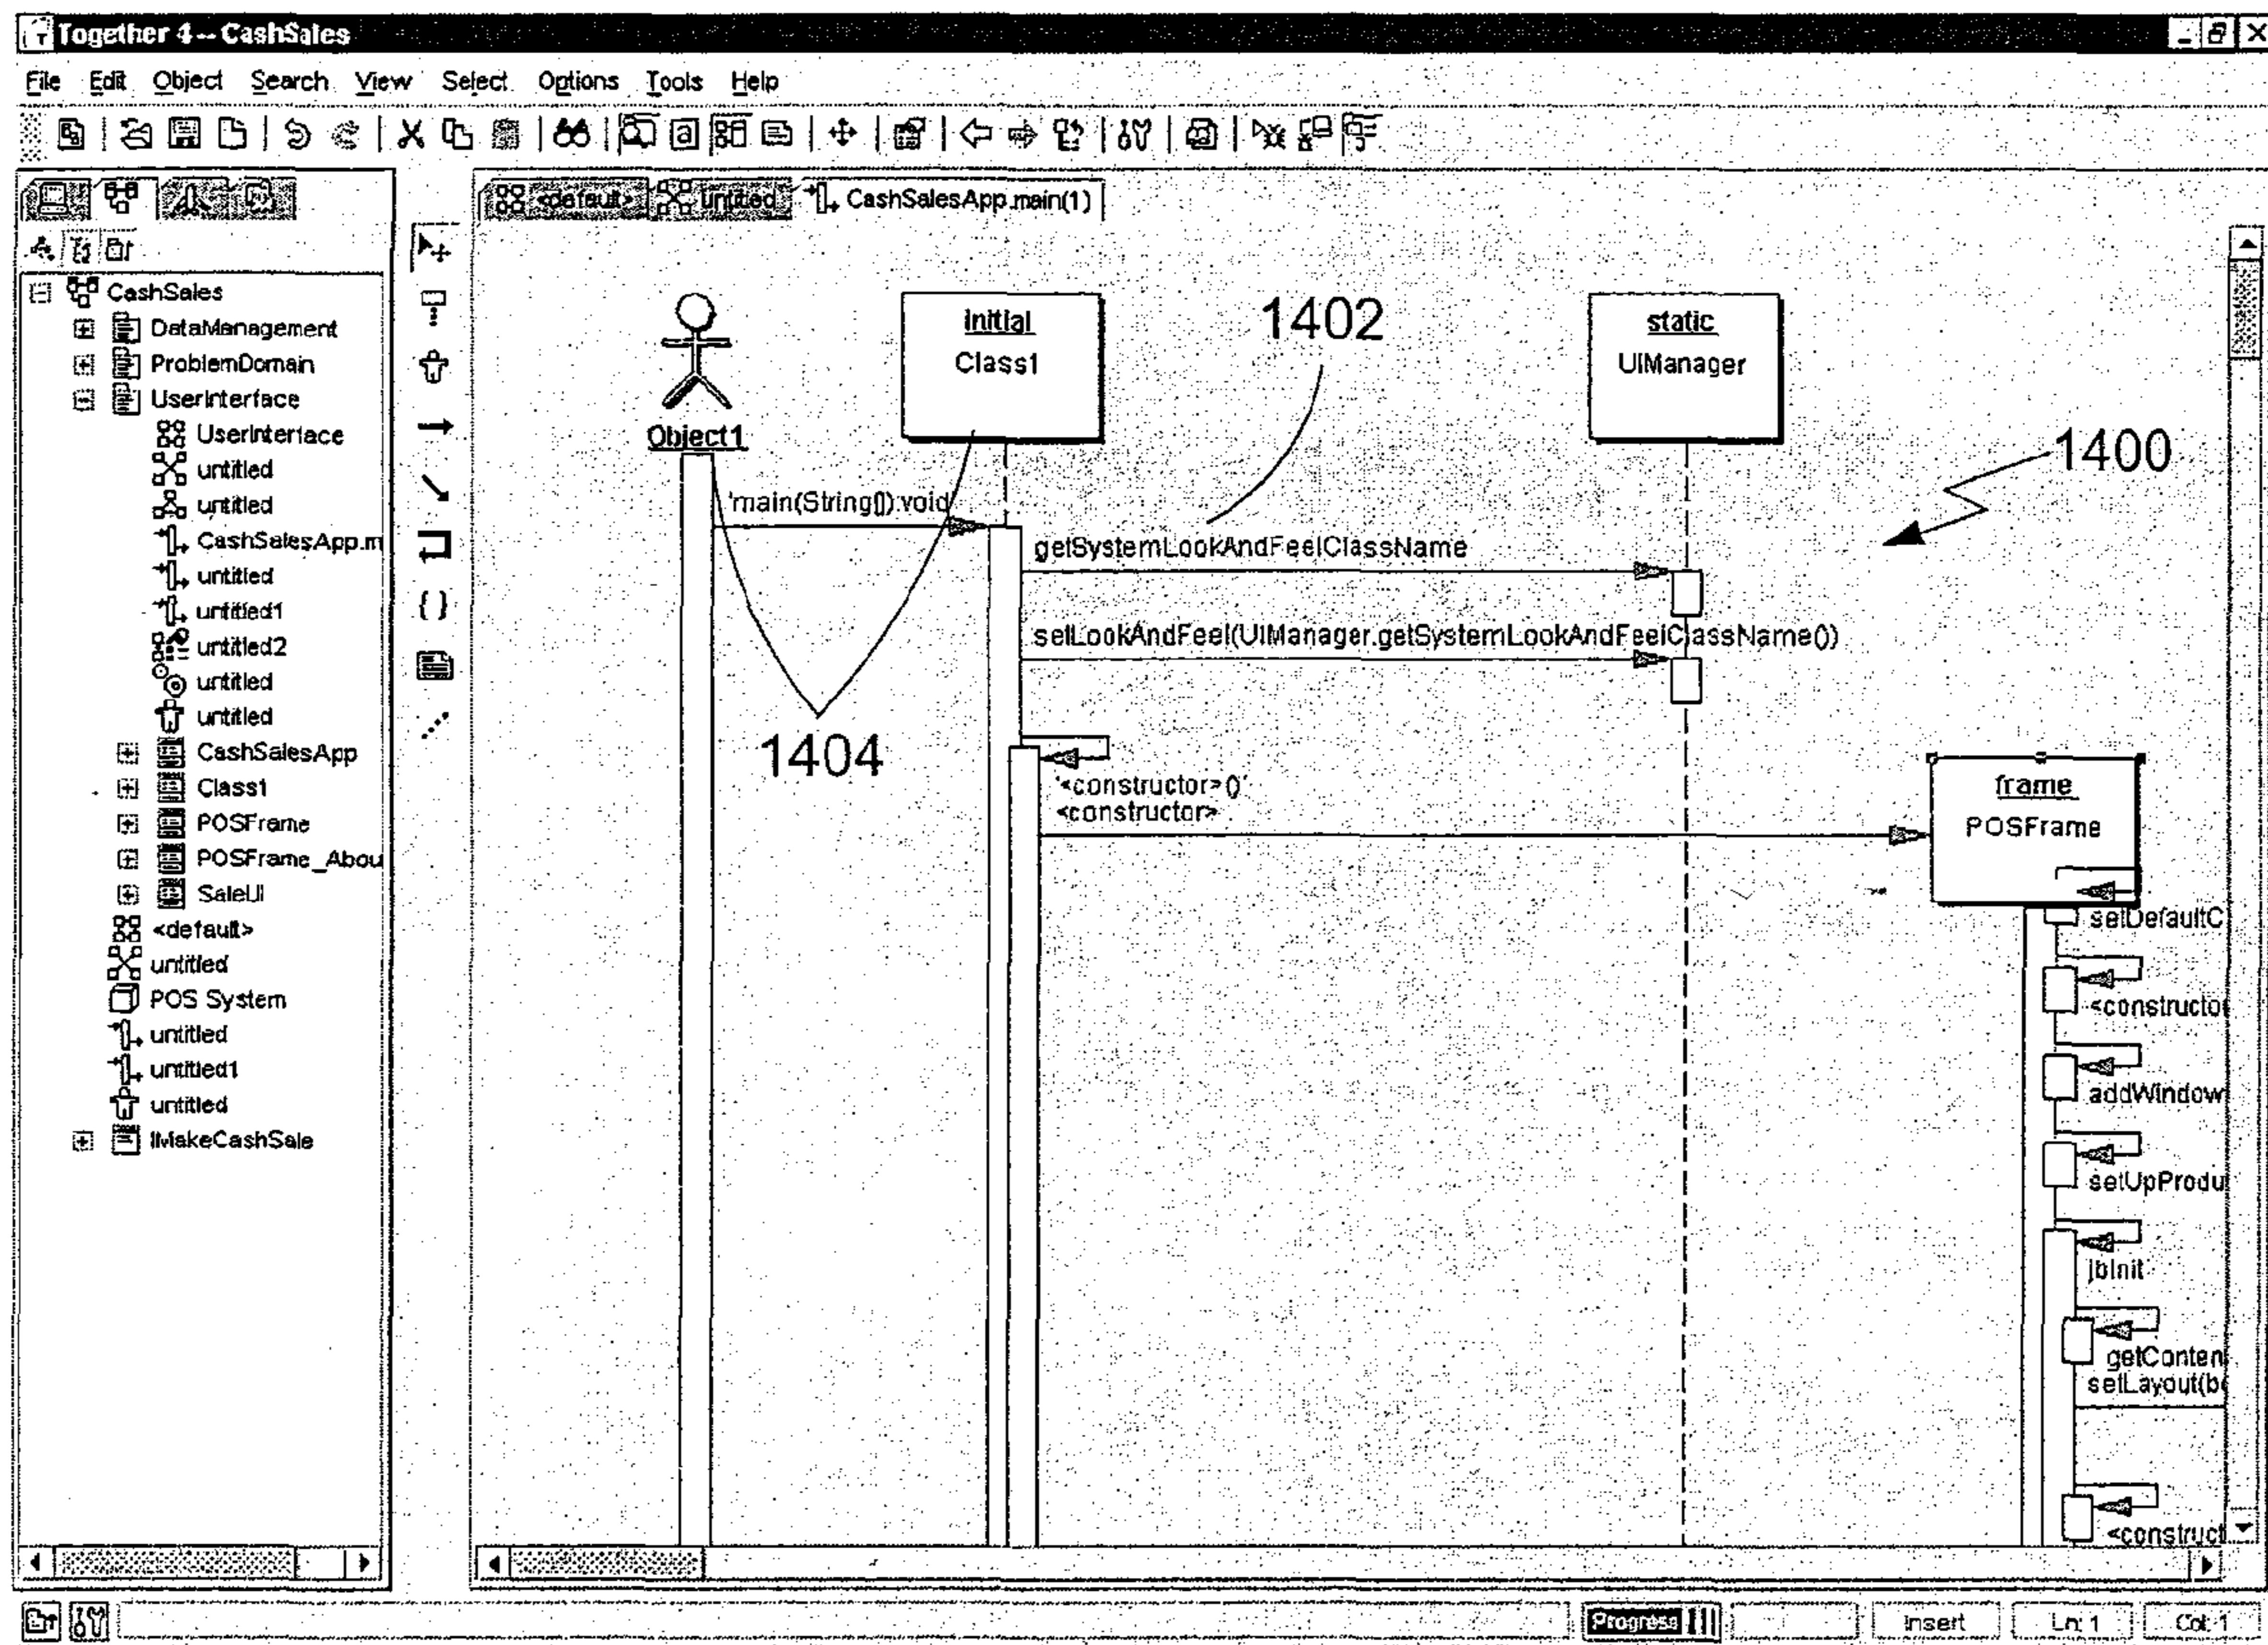 Together 4 -- CashSales
File Edit Object Search View Select Options Tools Help
<default> untitled CashSalesApp.main(1)
CashSales
DataManagement
ProblemDomain
UserInterface
UserInterface
untitled
untitled
CashSalesApp.m
untitled
untitled1
untitled2
untitled
untitled
CashSalesApp
Class1
POSFrame
POSFrame_Abou
SaleUI
<default>
untitled
POS System
untitled
untitled1
untitled
IMakeCashSale
Object1
initial
Class1
1402
static
UIManager
1400
'main(String[]):void
getSystemLookAndFeelClassName
setLookAndFeel(UIManager.getSystemLookAndFeelClassName())
1404
'<constructor>()'
<constructor>
frame
POSFrame
setDefaultC
<constructor
addWindow
setUpProdu
jbInit
getConten
setLayout(b
<construct
Progress Insert Ln: 1 Col: 1